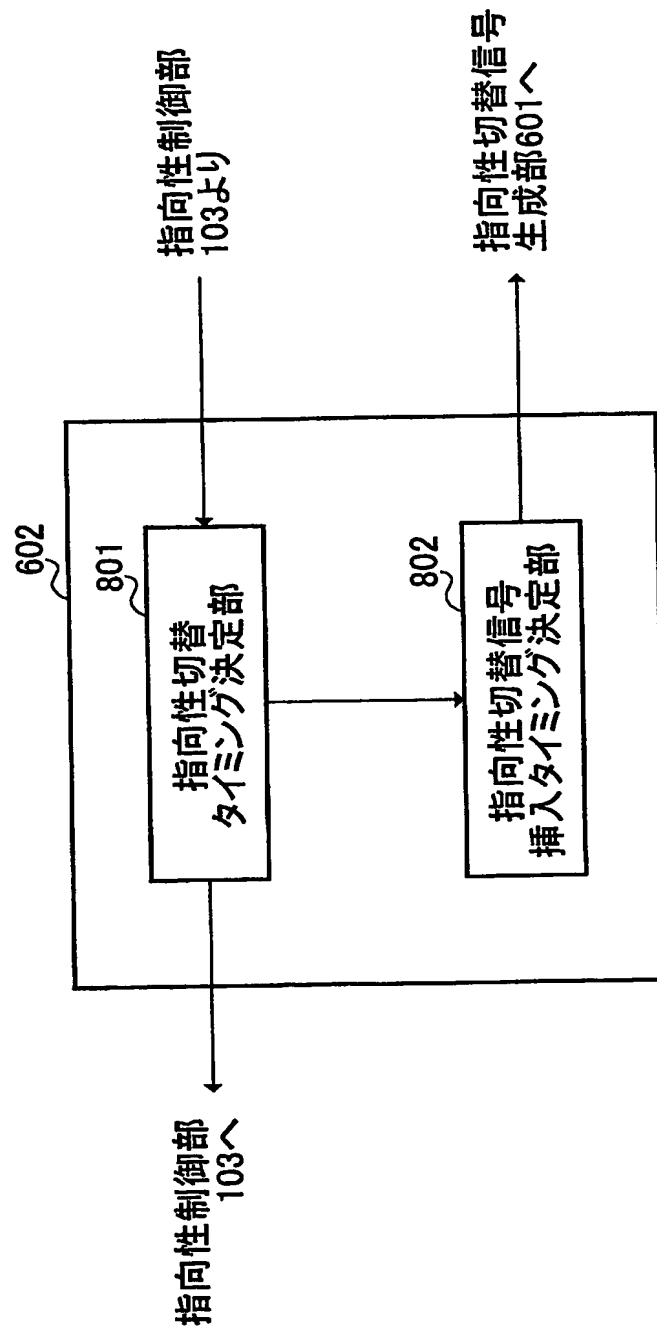 602
801
指向性切替
タイミング決定部
802
指向性切替信号
挿入タイミング決定部
指向性制御部
103より
指向性制御部
103へ
指向性切替信号
生成部601へ